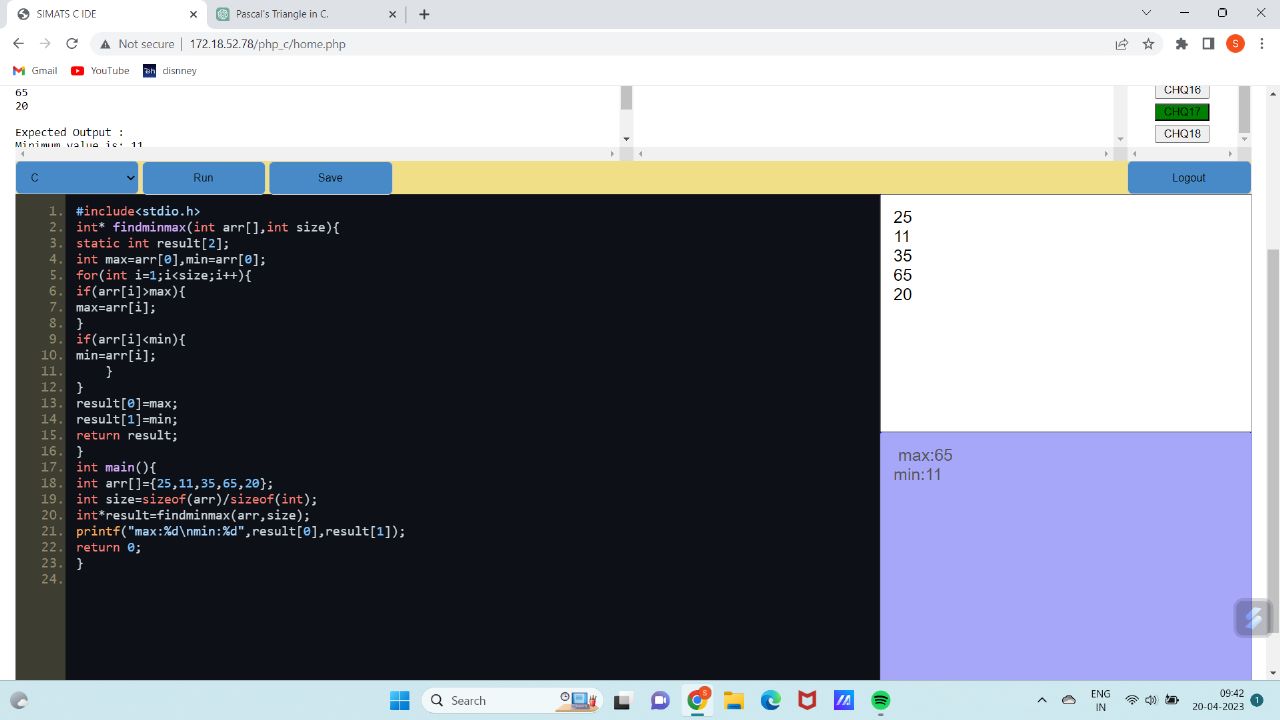 SIMATS C IDE
Pascal's Triangle in C.
Not secure
172.18.52.78/php_c/home.php
S
Gmail
YouTube
disnney
65
20
Expected Output :
Minimum value is: 11
CHQ16
CHQ17
CHQ18
C
Run
Save
Logout
1. #include<stdio.h>
2. int* findminmax(int arr[],int size){
3. static int result[2];
4. int max=arr[0],min=arr[0];
5. for(int i=1;i<size;i++){
6. if(arr[i]>max){
7. max=arr[i];
8. }
9. if(arr[i]<min){
10. min=arr[i];
11. }
12. }
13. result[0]=max;
14. result[1]=min;
15. return result;
16. }
17. int main(){
18. int arr[]={25,11,35,65,20};
19. int size=sizeof(arr)/sizeof(int);
20. int*result=findminmax(arr,size);
21. printf("max:%d\nmin:%d",result[0],result[1]);
22. return 0;
23. }
24.
25
11
35
65
20
max:65
min:11
Search
S
ENG
IN
09:42
20-04-2023
1